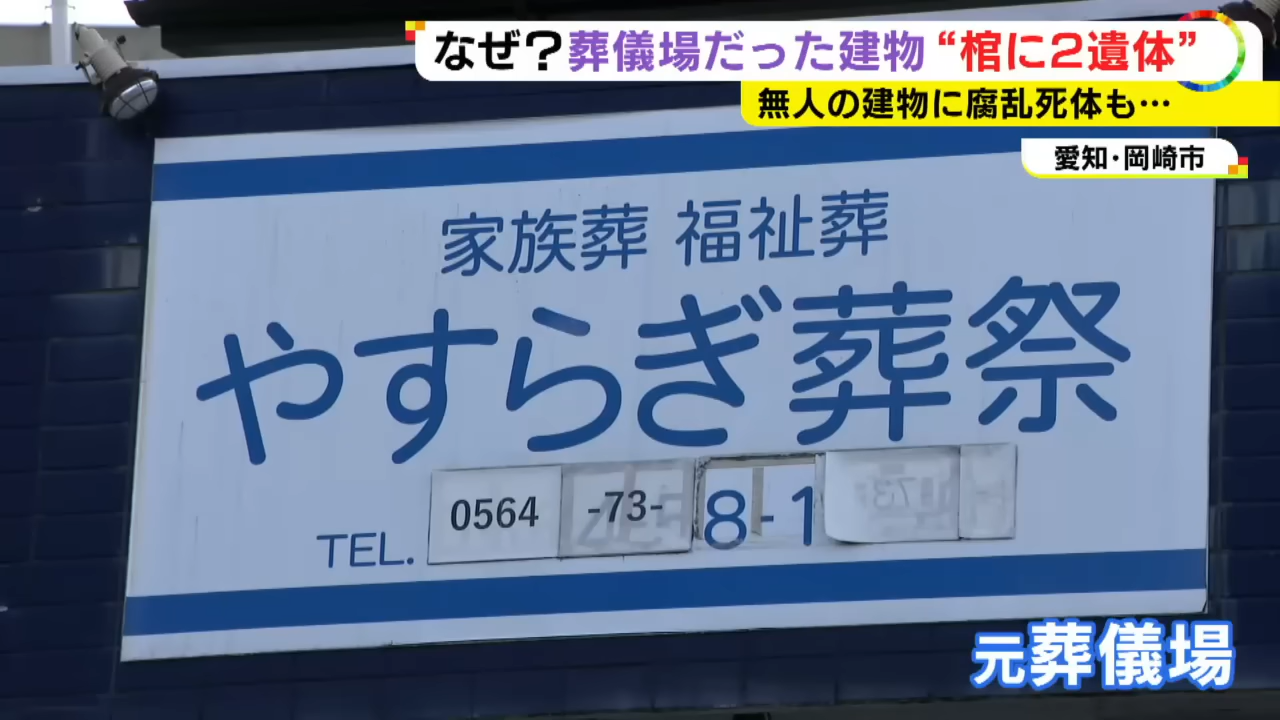 なぜ？葬儀場だった建物“棺に２遺体”
無人の建物に腐乱死体も…
愛知・岡崎市
家族葬 福祉葬
やすらぎ葬祭
TEL. 0564 -73- 8-1
元葬儀場